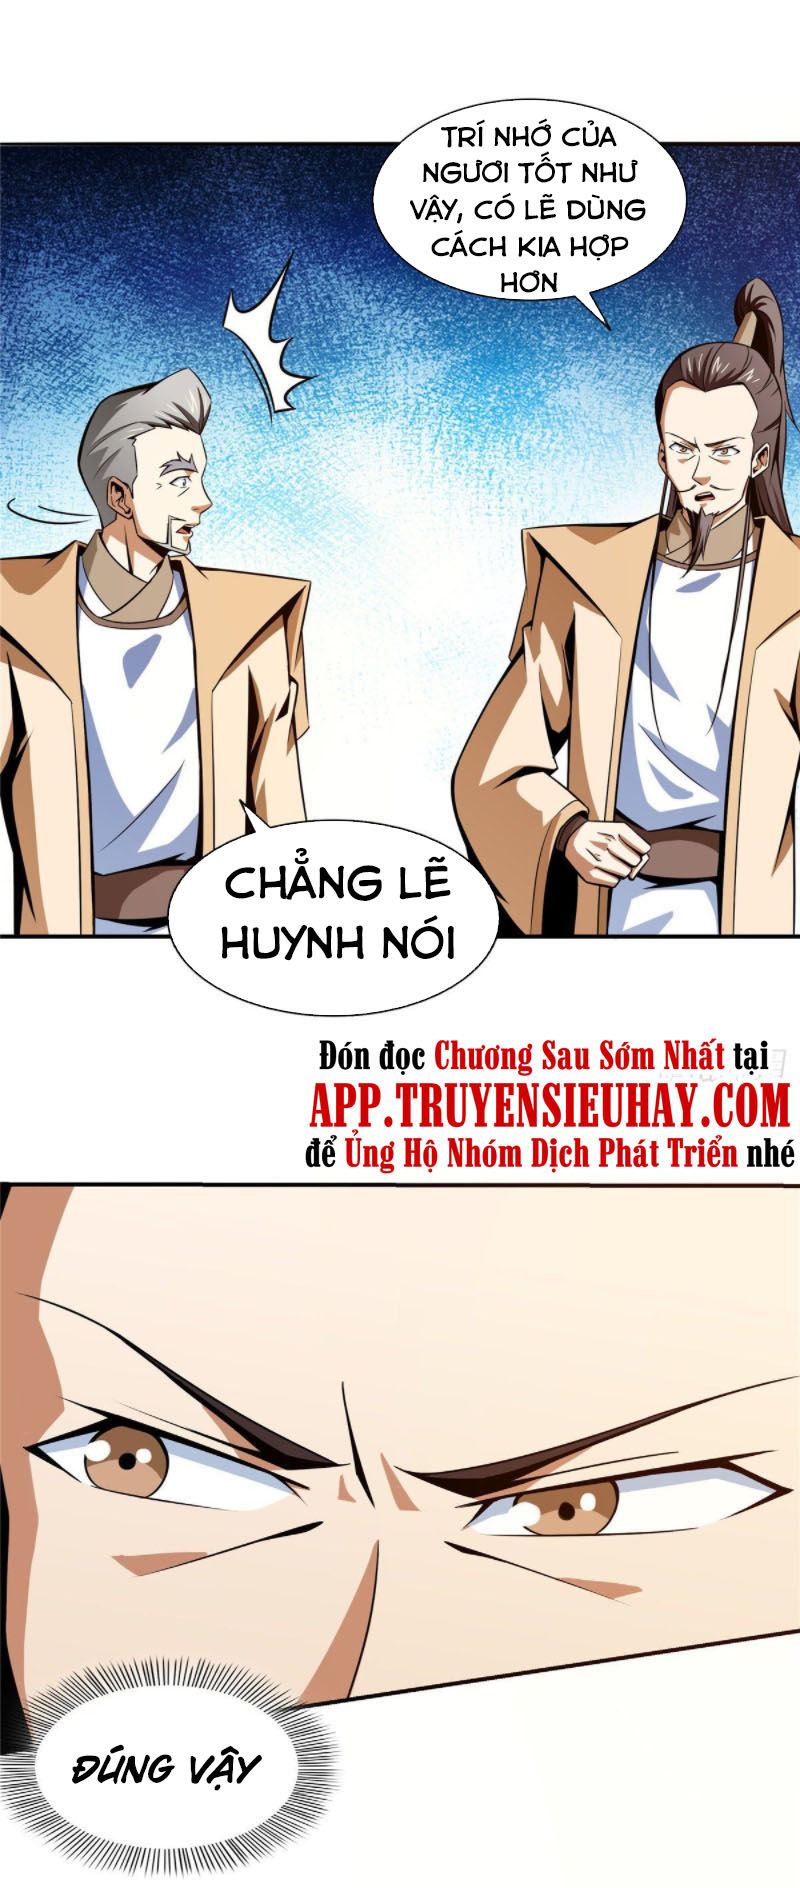 TRÍ NHỚ CỦA
NGƯƠI TỐT NHƯ
VẬY, CÓ LẼ DÙNG
CÁCH KIA HỢP
HƠN
CHẲNG LẼ
HUYNH NÓI
Đón đọc Chương Sau Sớm Nhất tại
APP.TRUYENSIEUHAY.COM
để Ủng Hộ Nhóm Dịch Phát Triển nhé
ĐÚNG VẬY